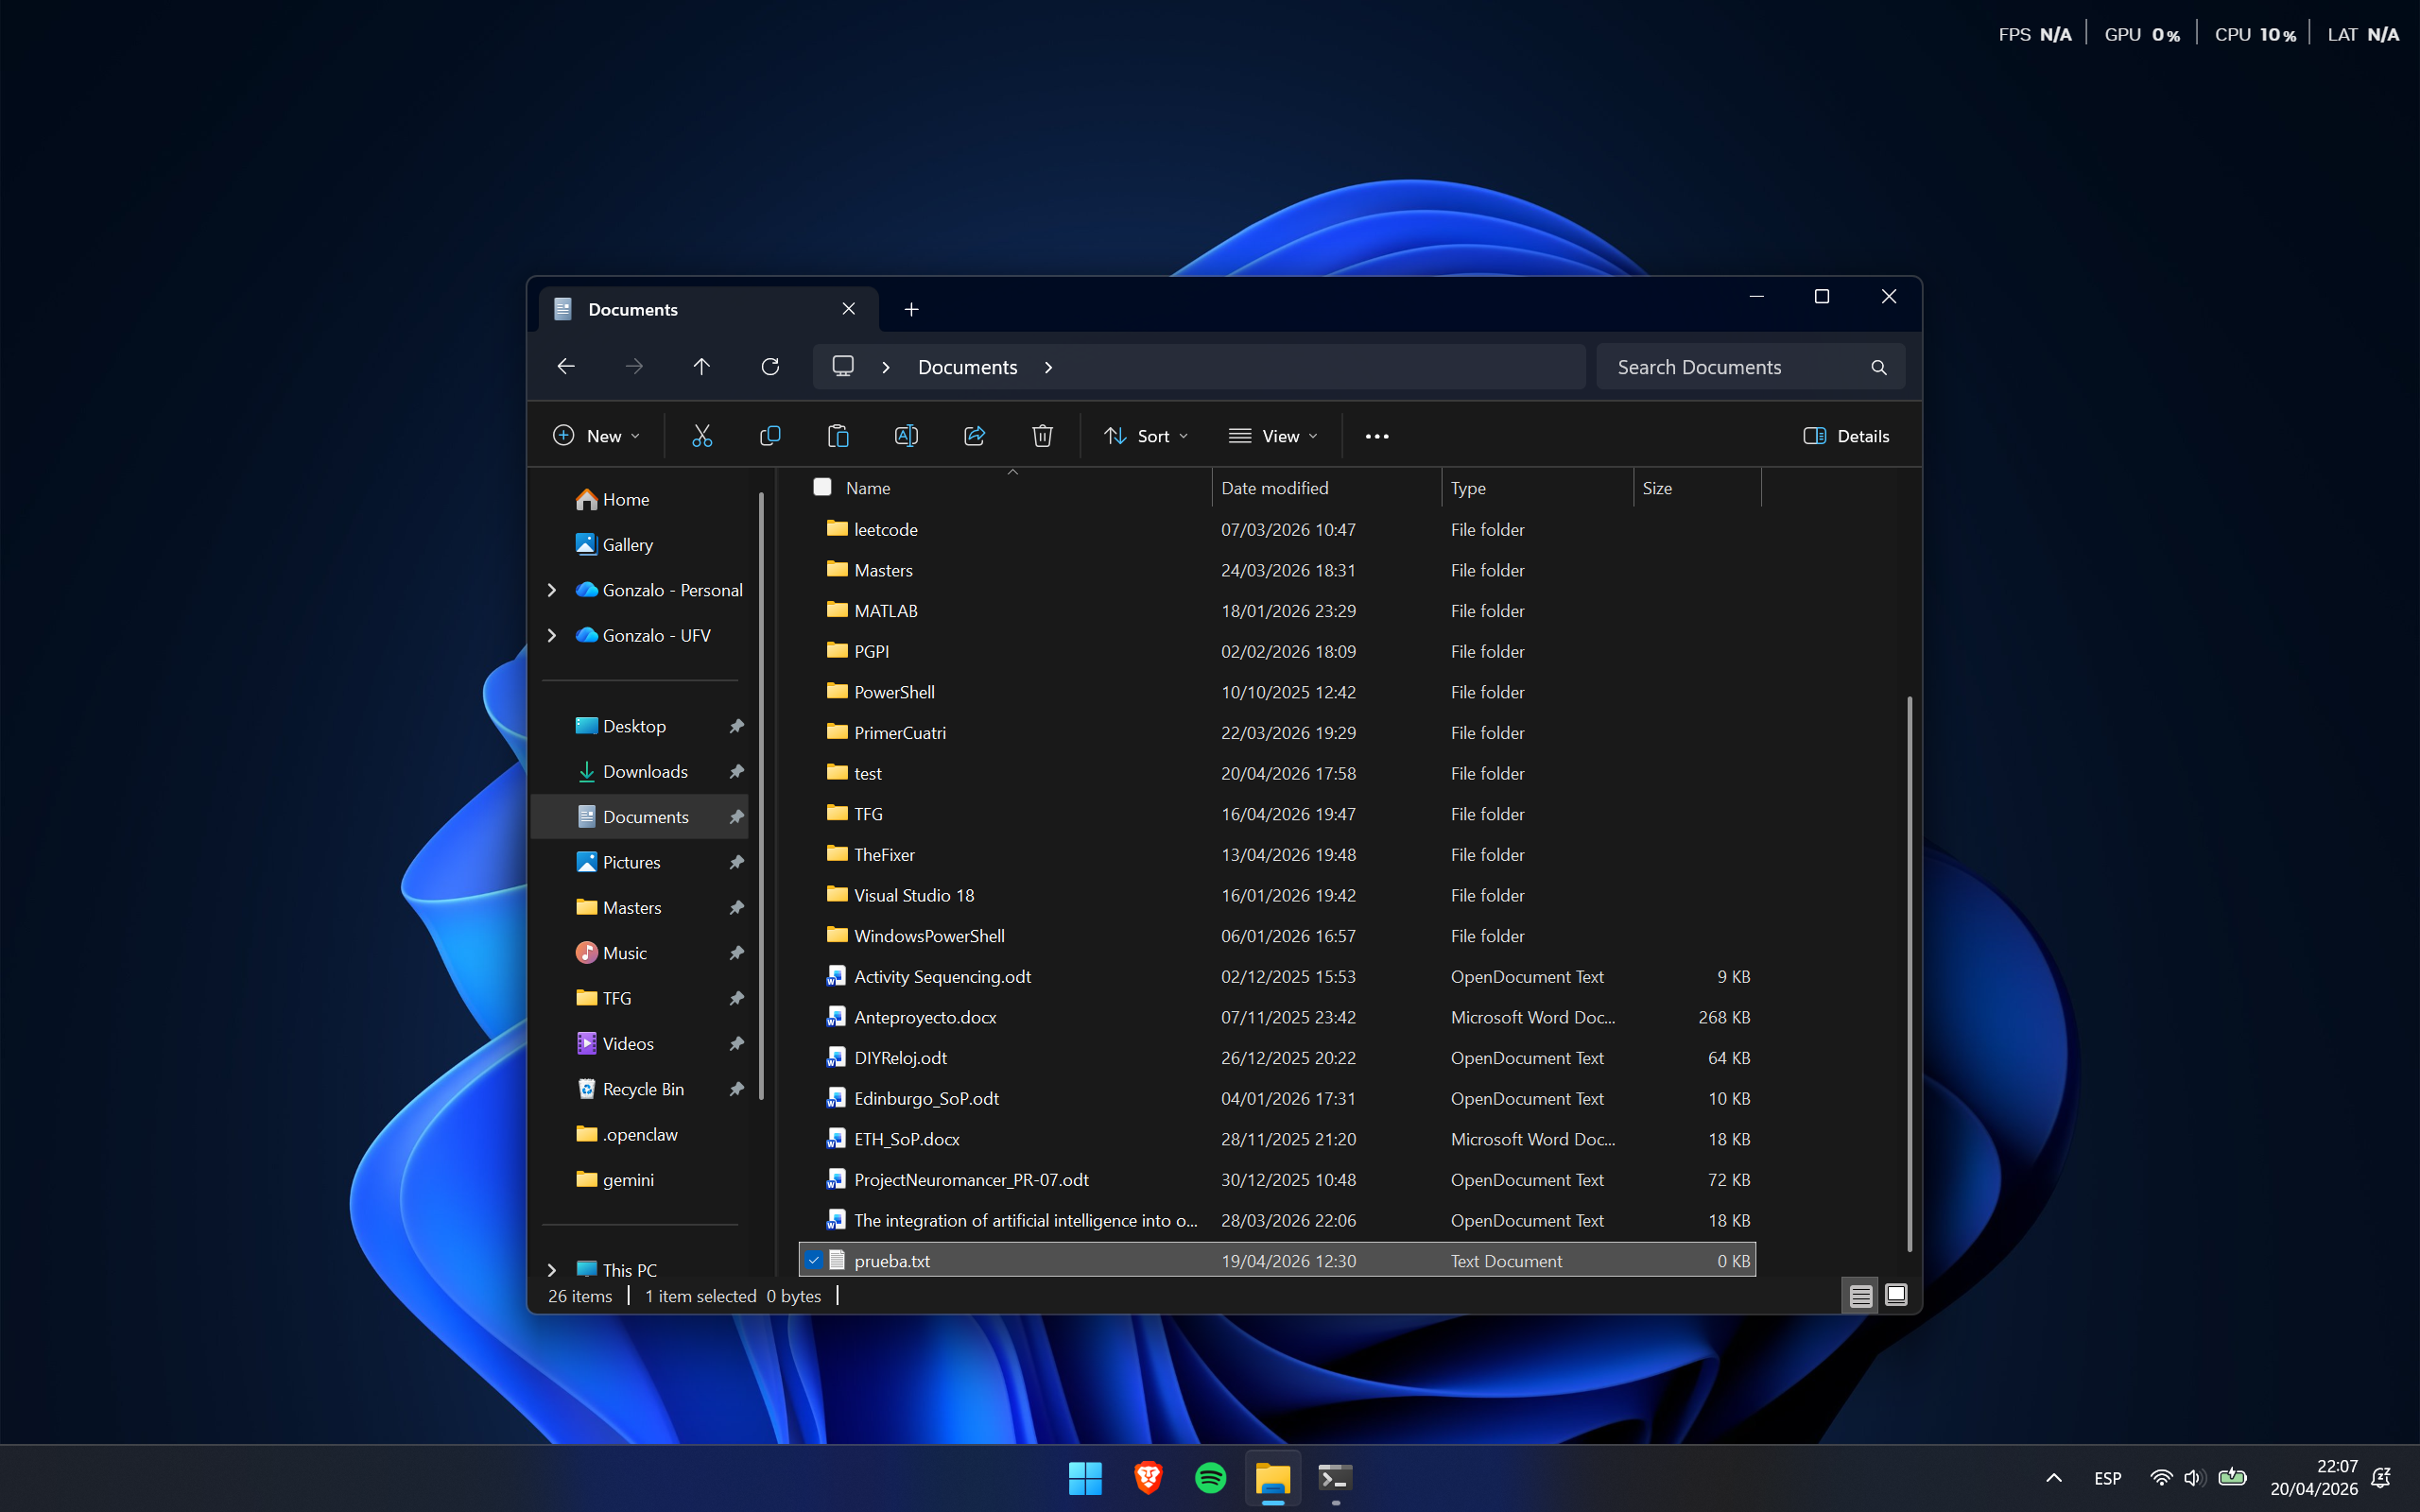 FPS N/A GPU 0% CPU 10% LAT N/A
Documents
Documents
Search Documents
New
Sort
View
Details
Home
Gallery
Gonzalo - Personal
Gonzalo - UFV
Desktop
Downloads
Documents
Pictures
Masters
Music
TFG
Videos
Recycle Bin
.openclaw
gemini
This PC
Name Date modified Type Size
leetcode 07/03/2026 10:47 File folder
Masters 24/03/2026 18:31 File folder
MATLAB 18/01/2026 23:29 File folder
PGPI 02/02/2026 18:09 File folder
PowerShell 10/10/2025 12:42 File folder
PrimerCuatri 22/03/2026 19:29 File folder
test 20/04/2026 17:58 File folder
TFG 16/04/2026 19:47 File folder
TheFixer 13/04/2026 19:48 File folder
Visual Studio 18 16/01/2026 19:42 File folder
WindowsPowerShell 06/01/2026 16:57 File folder
Activity Sequencing.odt 02/12/2025 15:53 OpenDocument Text 9 KB
Anteproyecto.docx 07/11/2025 23:42 Microsoft Word Doc... 268 KB
DIYReloj.odt 26/12/2025 20:22 OpenDocument Text 64 KB
Edinburgo_SoP.odt 04/01/2026 17:31 OpenDocument Text 10 KB
ETH_SoP.docx 28/11/2025 21:20 Microsoft Word Doc... 18 KB
ProjectNeuromancer_PR-07.odt 30/12/2025 10:48 OpenDocument Text 72 KB
The integration of artificial intelligence into o... 28/03/2026 22:06 OpenDocument Text 18 KB
prueba.txt 19/04/2026 12:30 Text Document 0 KB
26 items 1 item selected 0 bytes
ESP
22:07
20/04/2026